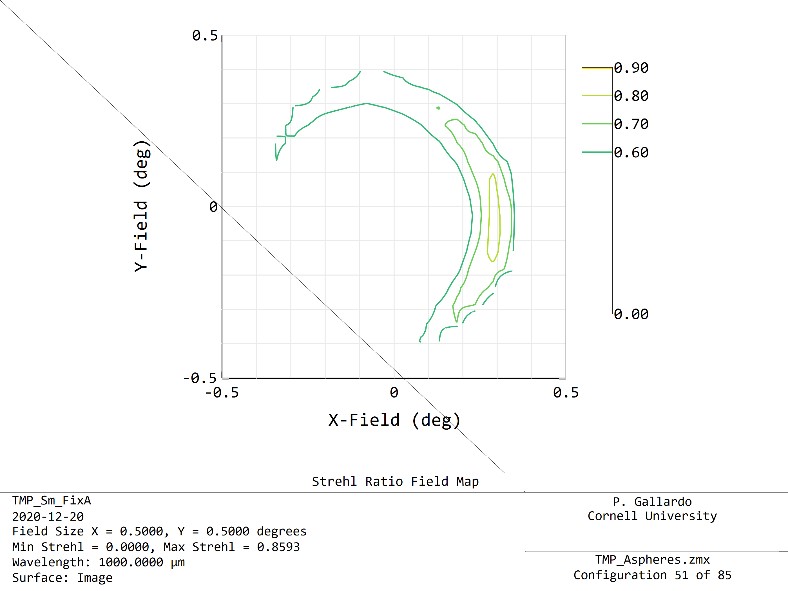 0.5
0
-0.5
-0.5
0
0.5
Y-Field (deg)
X-Field (deg)
0.90
0.80
0.70
0.60
0.00
Strehl Ratio Field Map
TMP_Sm_FixA
2020-12-20
Field Size X = 0.5000, Y = 0.5000 degrees
Min Strehl = 0.0000, Max Strehl = 0.8593
Wavelength: 1000.0000 µm
Surface: Image
P. Gallardo
Cornell University
TMP_Aspheres.zmx
Configuration 51 of 85